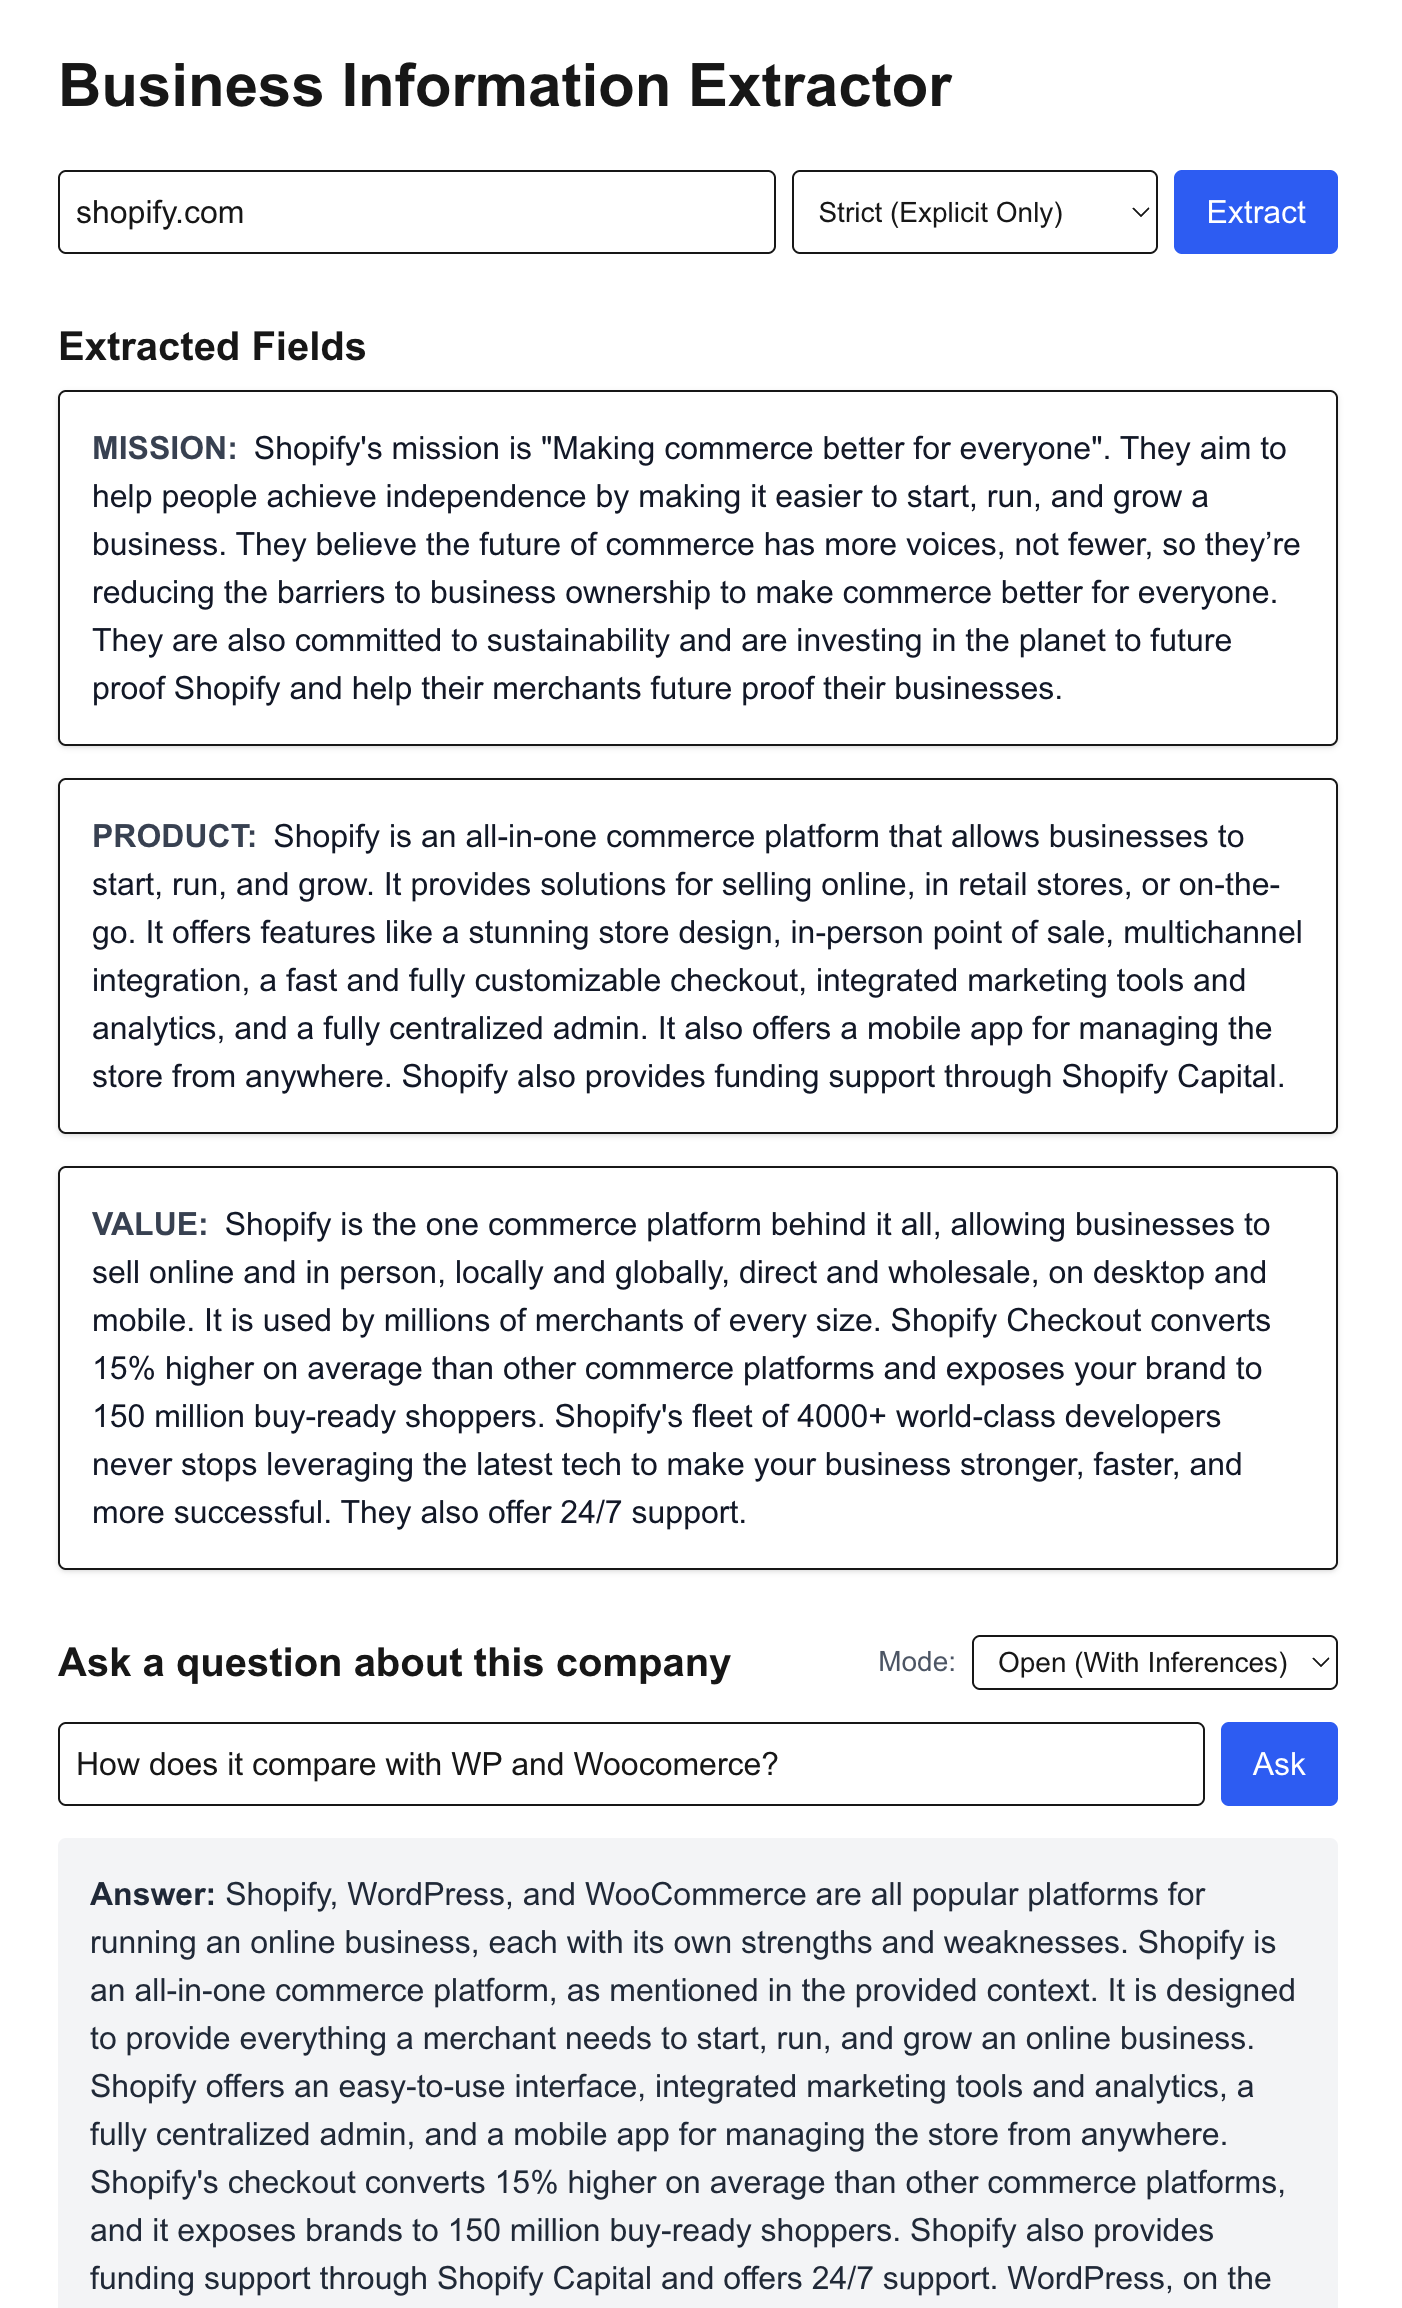 Business Information Extractor
shopify.com
Strict (Explicit Only)
Extract
Extracted Fields
MISSION: Shopify's mission is "Making commerce better for everyone". They aim to
help people achieve independence by making it easier to start, run, and grow a
business. They believe the future of commerce has more voices, not fewer, so they’re
reducing the barriers to business ownership to make commerce better for everyone.
They are also committed to sustainability and are investing in the planet to future
proof Shopify and help their merchants future proof their businesses.
PRODUCT: Shopify is an all-in-one commerce platform that allows businesses to
start, run, and grow. It provides solutions for selling online, in retail stores, or on-the-
go. It offers features like a stunning store design, in-person point of sale, multichannel
integration, a fast and fully customizable checkout, integrated marketing tools and
analytics, and a fully centralized admin. It also offers a mobile app for managing the
store from anywhere. Shopify also provides funding support through Shopify Capital.
VALUE: Shopify is the one commerce platform behind it all, allowing businesses to
sell online and in person, locally and globally, direct and wholesale, on desktop and
mobile. It is used by millions of merchants of every size. Shopify Checkout converts
15% higher on average than other commerce platforms and exposes your brand to
150 million buy-ready shoppers. Shopify's fleet of 4000+ world-class developers
never stops leveraging the latest tech to make your business stronger, faster, and
more successful. They also offer 24/7 support.
Ask a question about this company
Mode:
Open (With Inferences)
How does it compare with WP and Woocomerce?
Ask
Answer: Shopify, WordPress, and WooCommerce are all popular platforms for
running an online business, each with its own strengths and weaknesses. Shopify is
an all-in-one commerce platform, as mentioned in the provided context. It is designed
to provide everything a merchant needs to start, run, and grow an online business.
Shopify offers an easy-to-use interface, integrated marketing tools and analytics, a
fully centralized admin, and a mobile app for managing the store from anywhere.
Shopify's checkout converts 15% higher on average than other commerce platforms,
and it exposes brands to 150 million buy-ready shoppers. Shopify also provides
funding support through Shopify Capital and offers 24/7 support. WordPress, on the